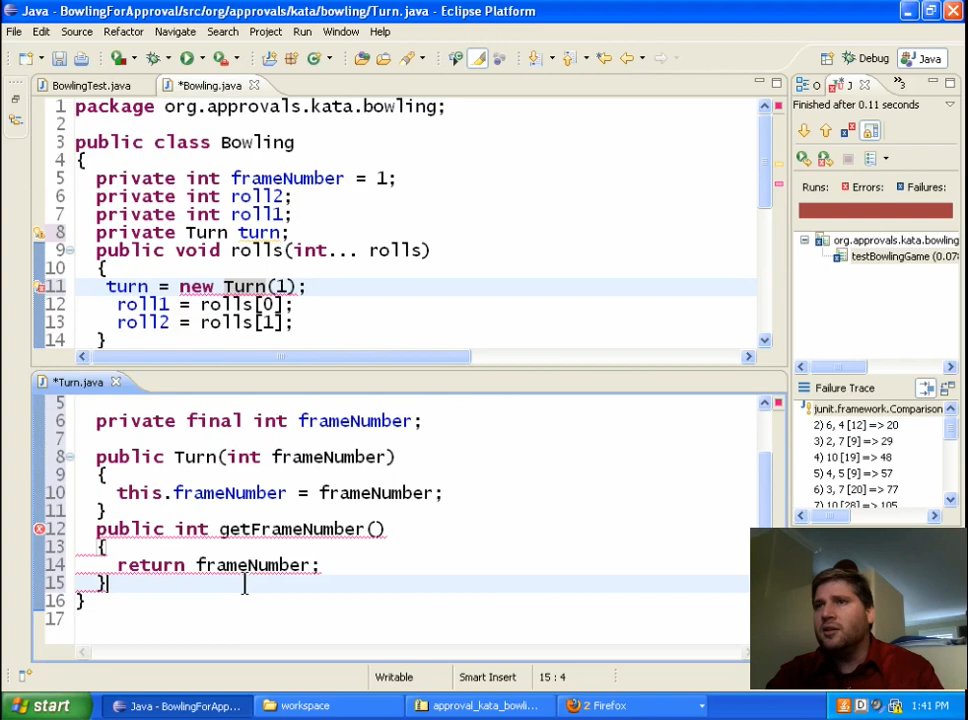 Java - BowlingForApproval/src/org/approvals/kata/bowling/Turn.java - Eclipse Platform
File Edit Source Refactor Navigate Search Project Run Window Help
Debug Java
BowlingTest.java *Bowling.java O J »3
Finished after 0.11 seconds
1 package org.approvals.kata.bowling;
2
3 public class Bowling
4 {
5 private int frameNumber = 1;
6 private int roll2;
7 private int roll1;
8 private Turn turn;
9 public void rolls(int... rolls)
10 {
11 turn = new Turn(1);
12 roll1 = rolls[0];
13 roll2 = rolls[1];
14 }
Runs: Errors: Failures:
org.approvals.kata.bowling
testBowlingGame (0.07
*Turn.java
5
6 private final int frameNumber;
7
8 public Turn(int frameNumber)
9 {
10 this.frameNumber = frameNumber;
11 }
12 public int getFrameNumber()
13 {
14 return frameNumber;
15 }
16 }
17
Failure Trace
junit.framework.Comparison
2) 6, 4 [12] => 20
3) 2, 7 [9] => 29
4) 10 [19] => 48
5) 4, 5 [9] => 57
6) 3, 7 [20] => 77
7) 10 [28] => 105
Writable Smart Insert 15 : 4
start Java - BowlingForApp... workspace approval_kata_bowli... 2 Firefox 1:41 PM